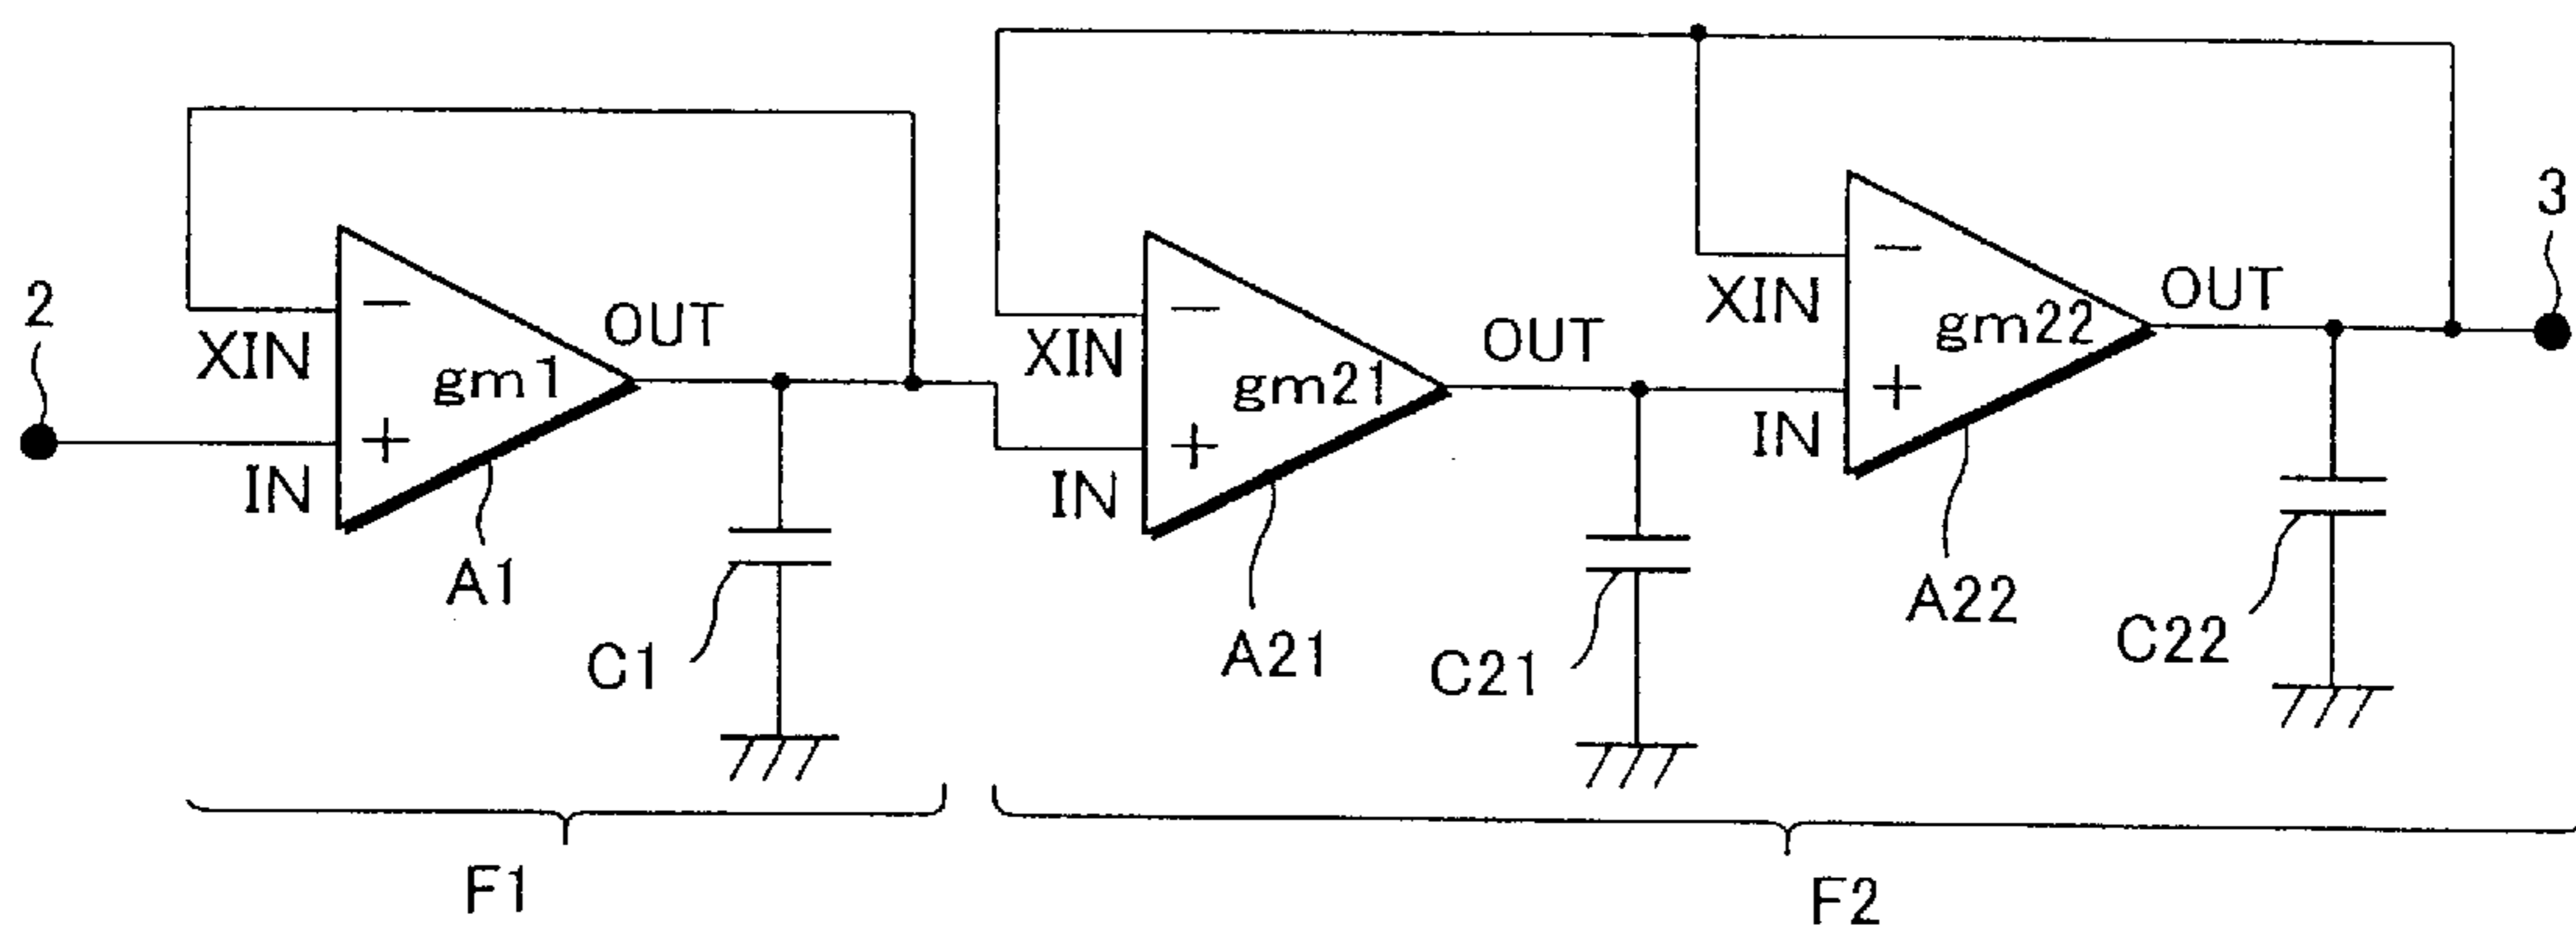 2
XIN
IN
−
+
gm1
OUT
A1
C1
XIN
IN
−
+
gm21
OUT
A21
C21
XIN
IN
−
+
gm22
OUT
A22
C22
3
F1
F2